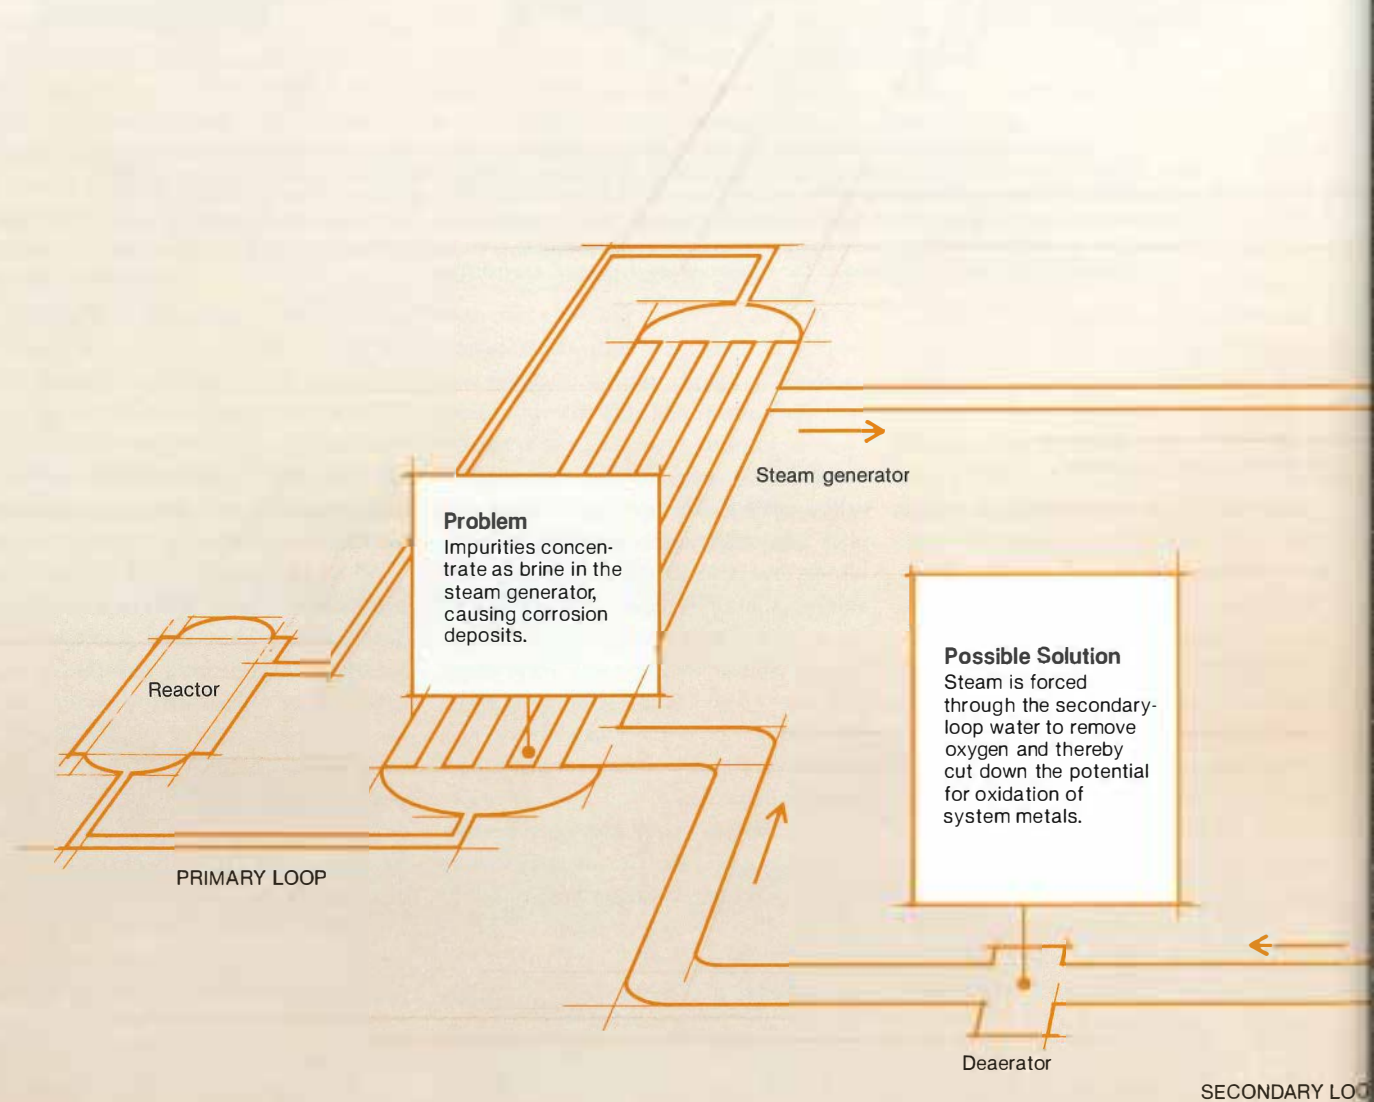 Steam generator
Problem
Impurities concen-
trate as brine in the
steam generator,
causing corrosion
deposits.
Reactor
PRIMARY LOOP
Possible Solution
Steam is forced
through the secondary-
loop water to remove
oxygen and thereby
cut down the potential
for oxidation of
system metals.
Deaerator
SECONDARY LOO